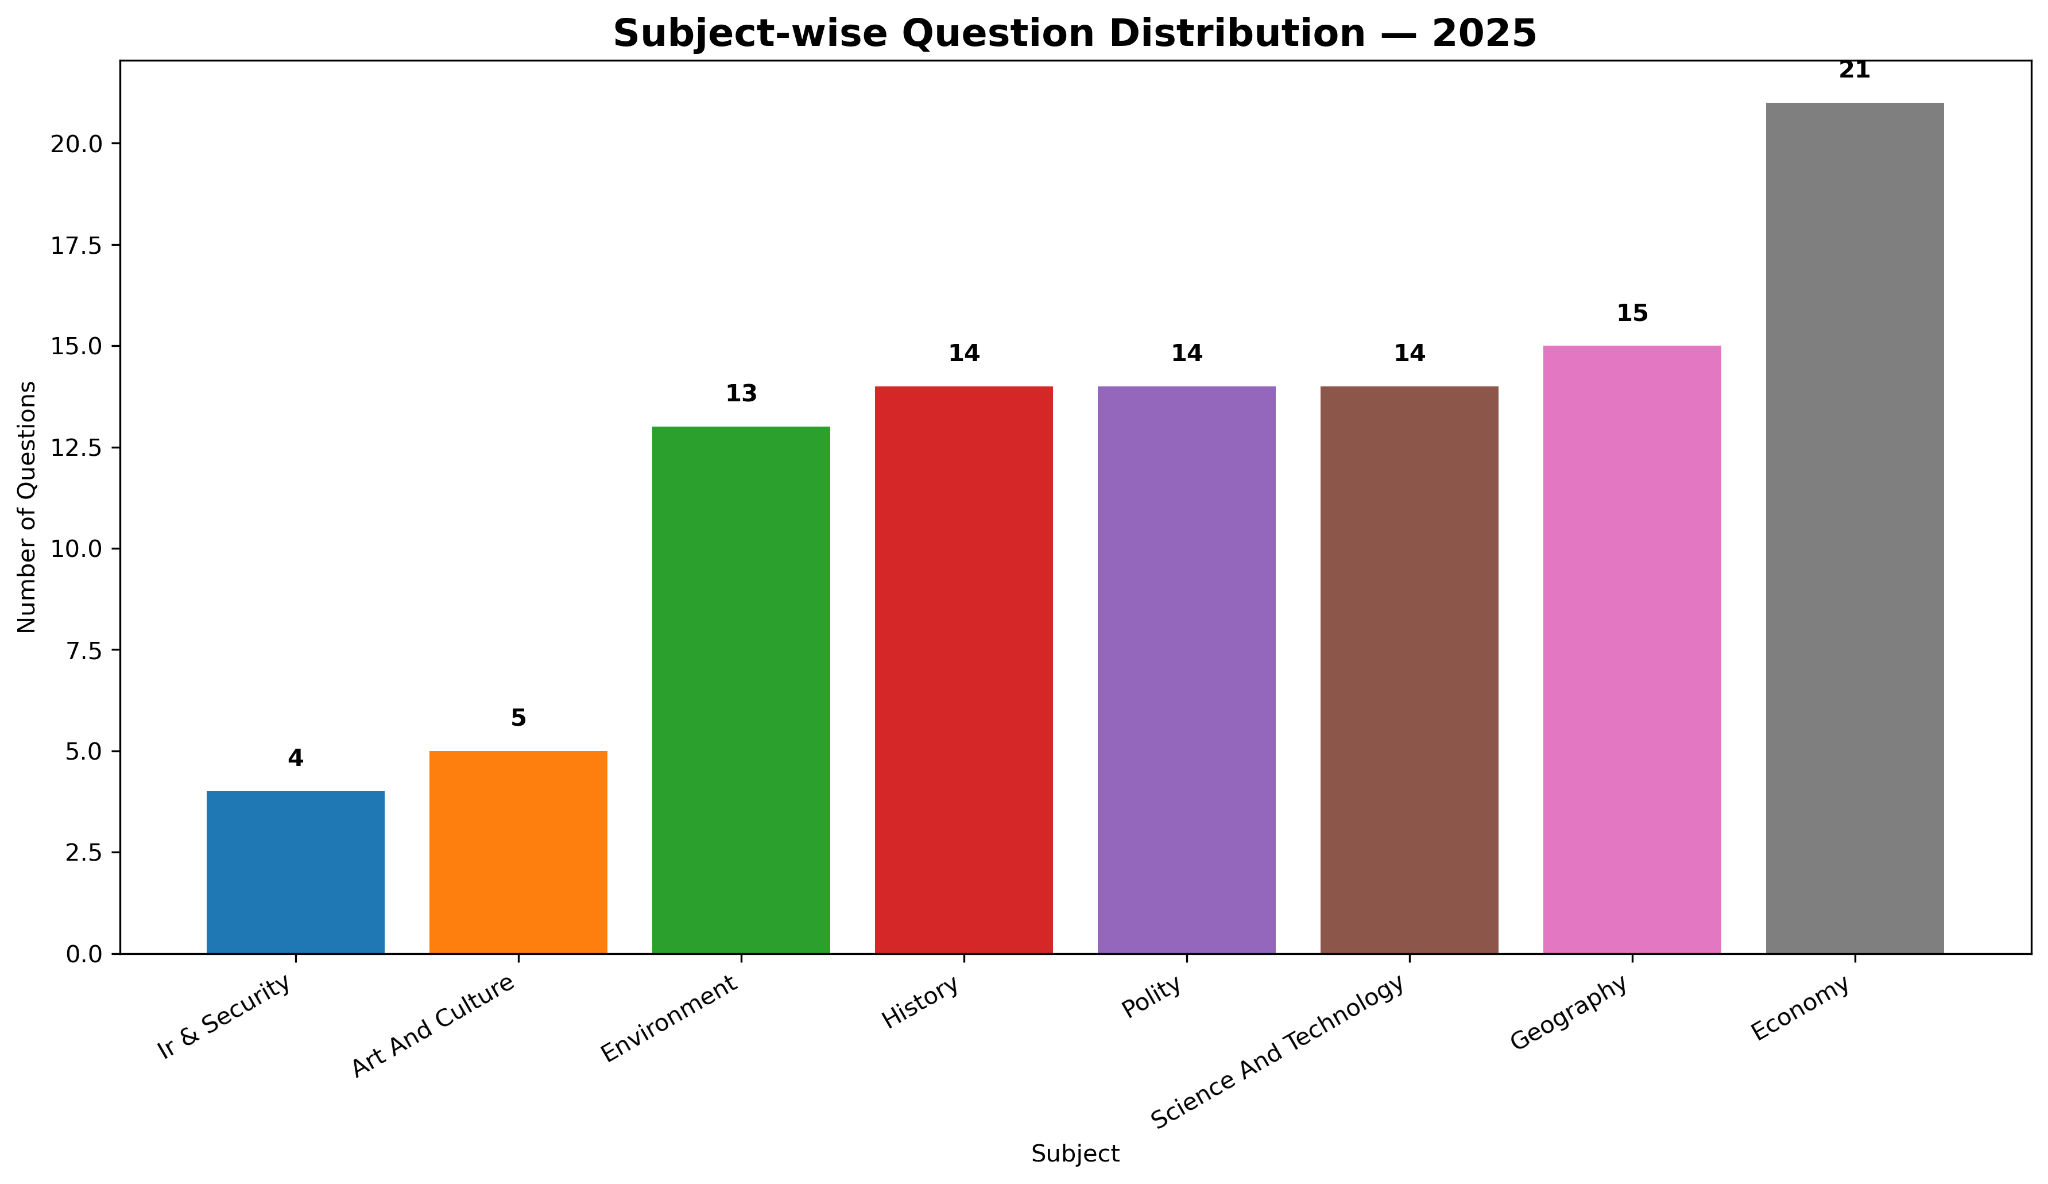 Subject-wise Question Distribution — 2025
Number of Questions
20.0
17.5
15.0
12.5
10.0
7.5
5.0
2.5
0.0
4
5
13
14
14
14
15
21
Ir & Security
Art And Culture
Environment
History
Polity
Science And Technology
Geography
Economy
Subject